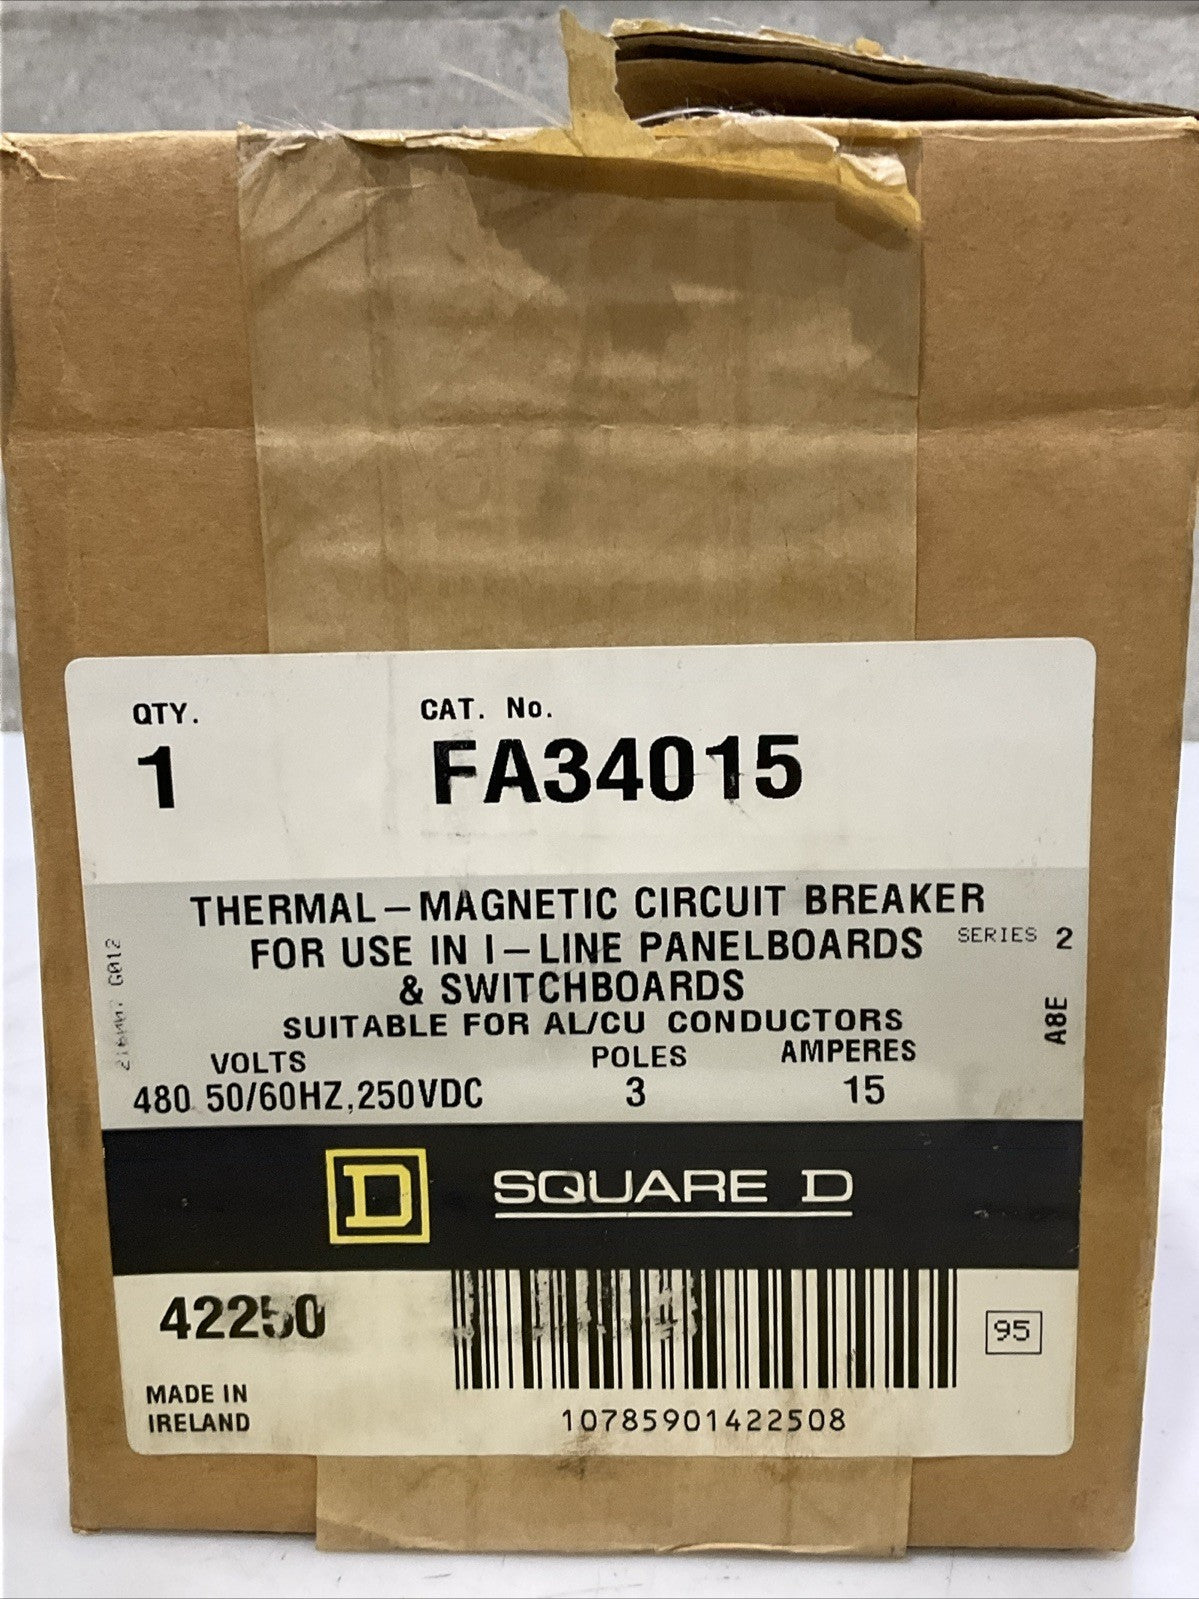 QTY.
CAT. No.
1
FA34015
THERMAL-MAGNETIC CIRCUIT BREAKER
FOR USE IN I-LINE PANELBOARDS
SERIES 2
& SWITCHBOARDS
SUITABLE FOR AL/CU CONDUCTORS
VOLTS
POLES
AMPERES
480 50/60HZ,250VDC
3
15
G012
A8E
D
SQUARE D
42250
95
MADE IN
IRELAND
10785901422508